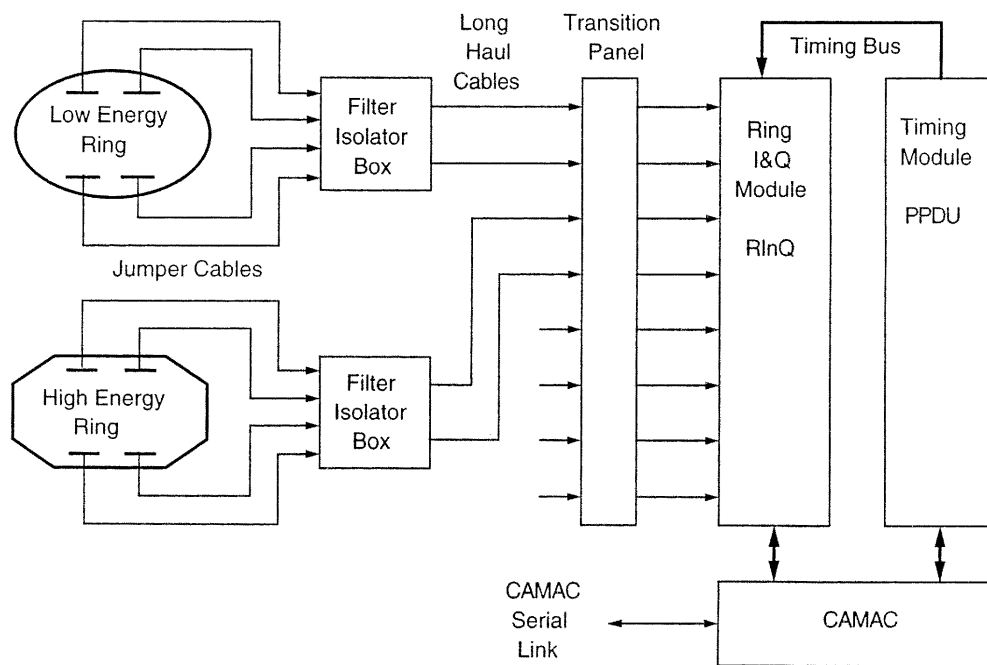 Long
Haul
Cables
Transition
Panel
Timing Bus
Low Energy
Ring
Filter
Isolator
Box
Ring
I&Q
Module
RInQ
Timing
Module
PPDU
Jumper Cables
High Energy
Ring
Filter
Isolator
Box
CAMAC
Serial
Link
CAMAC